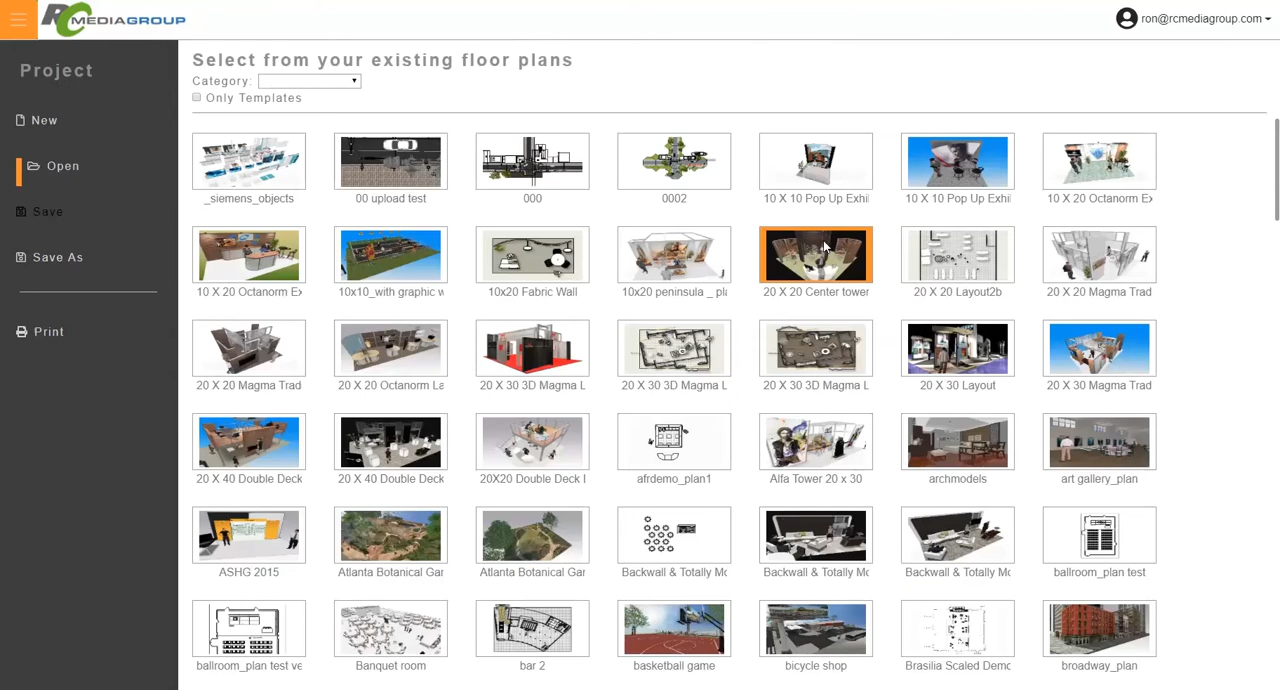 RC MEDIAGROUP
ron@rcmediagroup.com
Project
New
Open
Save
Save As
Print
Select from your existing floor plans
Category:
Only Templates
_siemens_objects
00 upload test
000
0002
10 X 10 Pop Up Exhi
10 X 10 Pop Up Exhi
10 X 20 Octanorm Ex
10 X 20 Octanorm Ex
10x10_with graphic w
10x20 Fabric Wall
10x20 peninsula _ pla
20 X 20 Center tower
20 X 20 Layout2b
20 X 20 Magma Trad
20 X 20 Magma Trad
20 X 20 Octanorm La
20 X 30 3D Magma L
20 X 30 3D Magma L
20 X 30 3D Magma L
20 X 30 Layout
20 X 30 Magma Trad
20 X 40 Double Deck
20 X 40 Double Deck
20X20 Double Deck
afrdemo_plan1
Alfa Tower 20 x 30
archmodels
art gallery_plan
ASHG 2015
Atlanta Botanical Gar
Atlanta Botanical Gar
Backwall & Totally Mo
Backwall & Totally Mo
Backwall & Totally Mo
ballroom_plan test
ballroom_plan test ve
Banquet room
bar 2
basketball game
bicycle shop
Brasilia Scaled Demo
broadway_plan